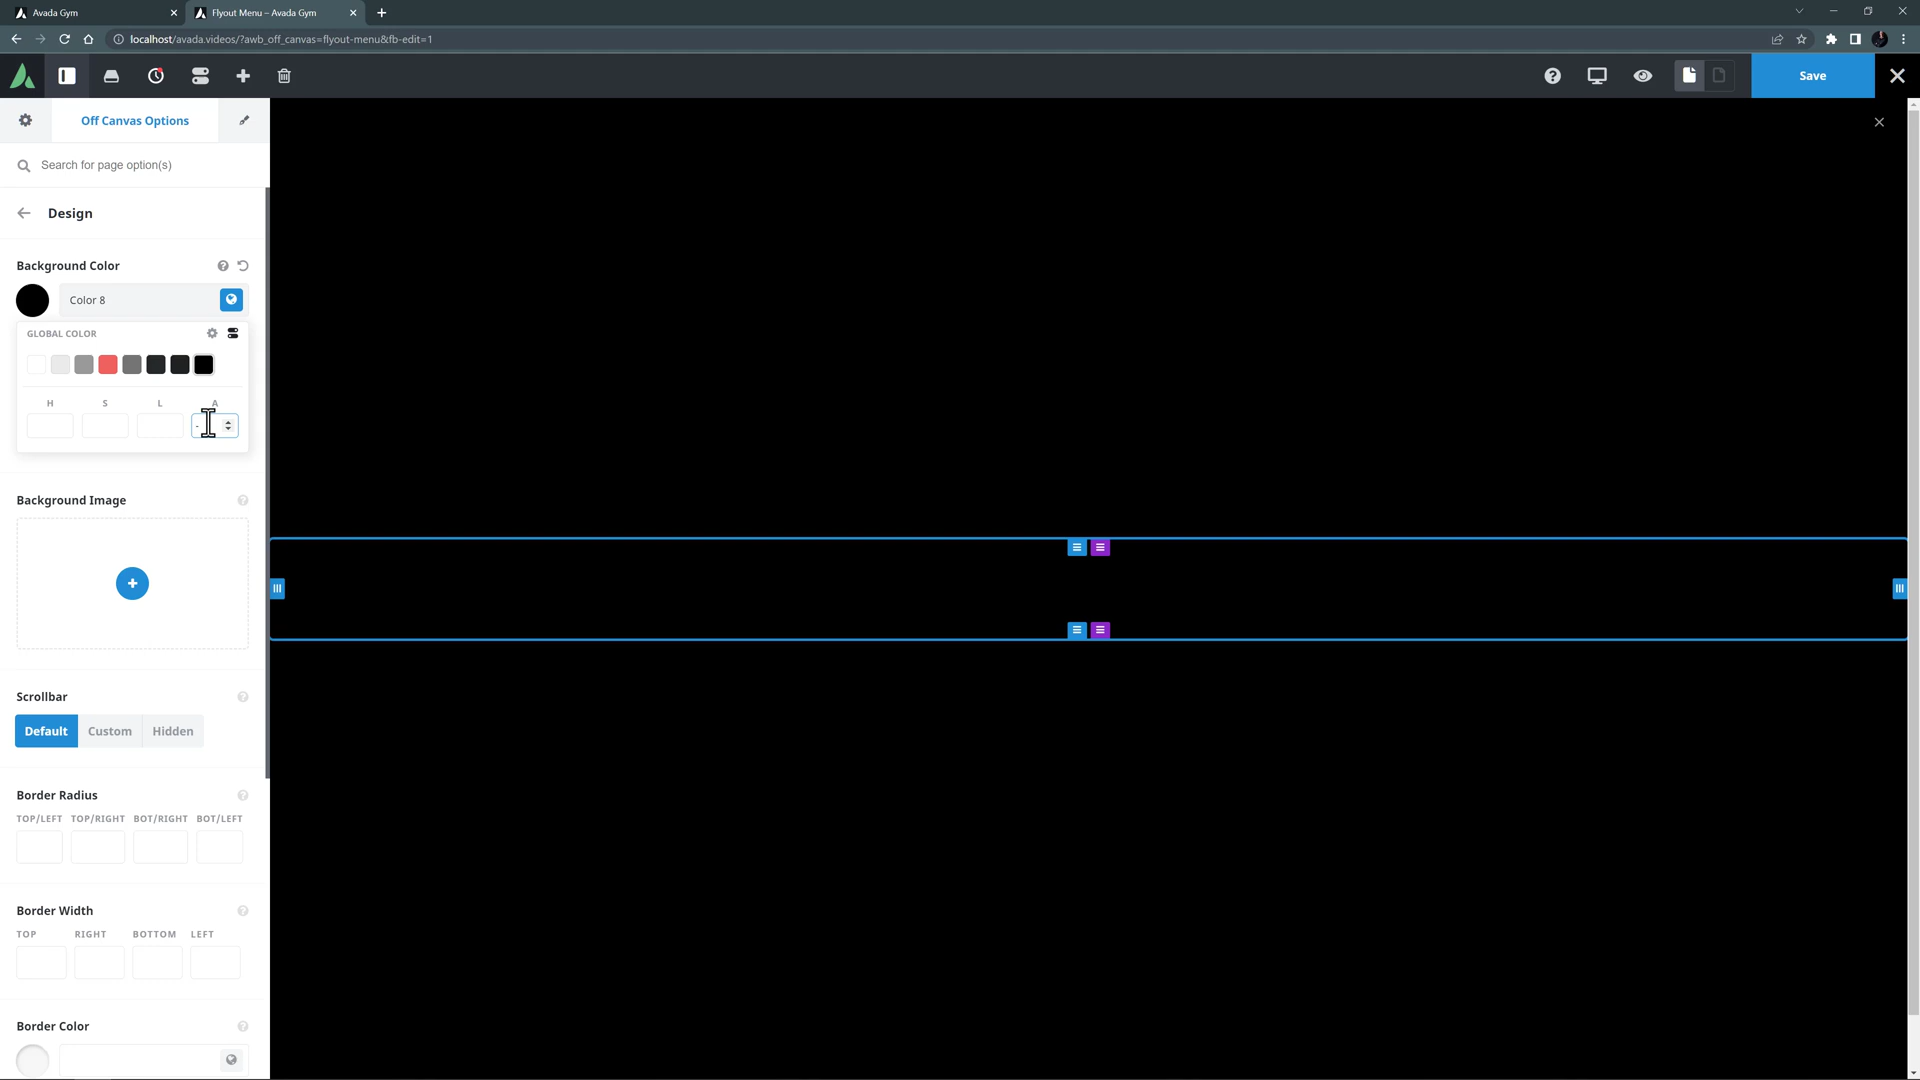 Avada Gym
Flyout Menu – Avada Gym
localhost/avada.videos/?awb_off_canvas=flyout-menu&fb-edit=1
Save
Off Canvas Options
Search for page option(s)
Design
Background Color
Color 8
GLOBAL COLOR
H S L A
-
Background Image
Scrollbar
Default Custom Hidden
Border Radius
TOP/LEFT TOP/RIGHT BOT/RIGHT BOT/LEFT
Border Width
TOP RIGHT BOTTOM LEFT
Border Color